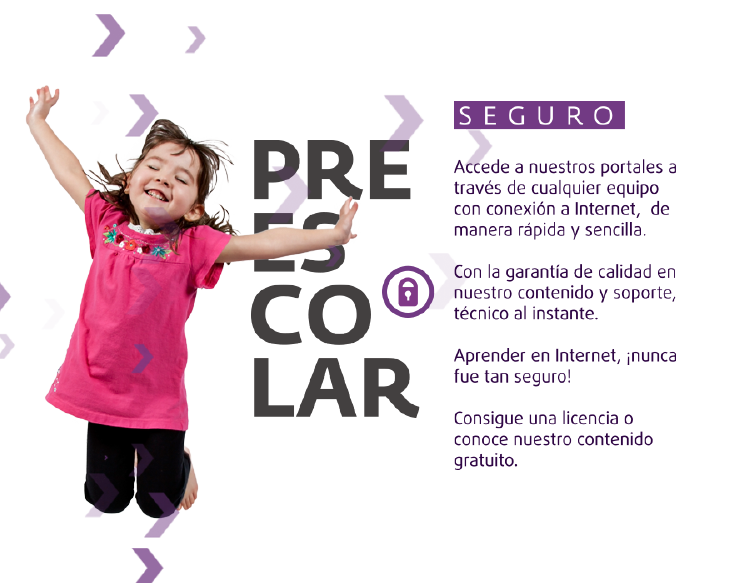 PRE
ES
CO
LAR
SEGURO
Accede a nuestros portales a
través de cualquier equipo
con conexión a Internet, de
manera rápida y sencilla.
Con la garantía de calidad en
nuestro contenido y soporte,
técnico al instante.
Aprender en Internet, ¡nunca
fue tan seguro!
Consigue una licencia o
conoce nuestro contenido
gratuito.